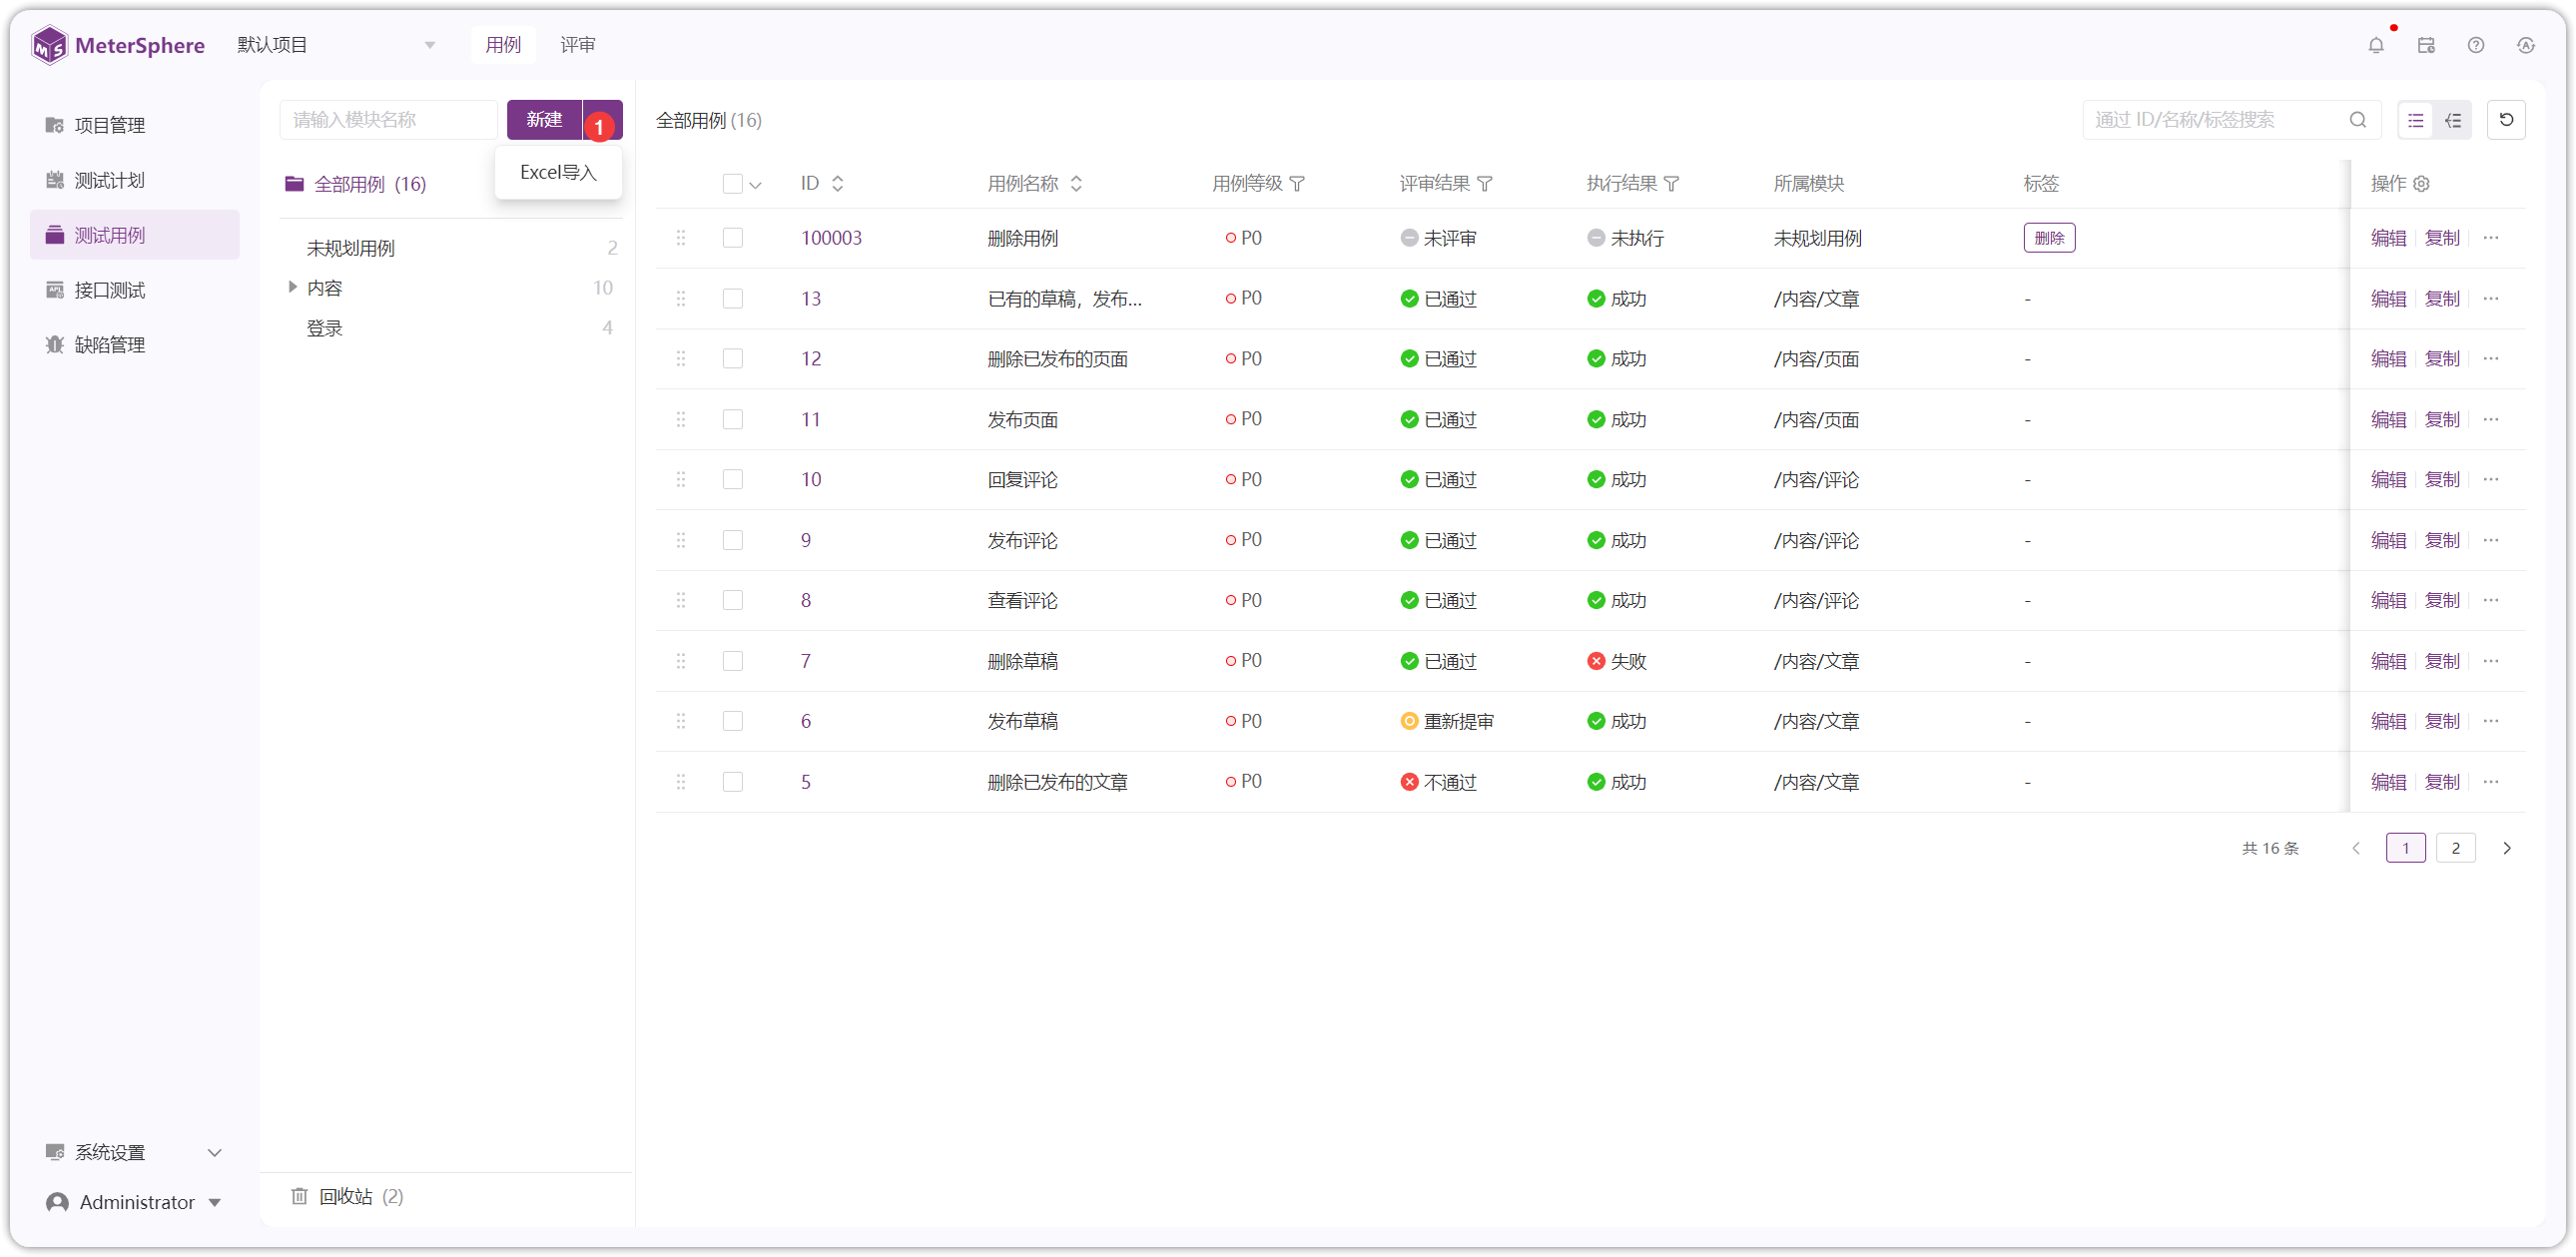 MeterSphere 默认项目 用例 评审
项目管理
测试计划
测试用例
接口测试
缺陷管理
系统设置
Administrator
请输入模块名称 新建 1
Excel导入
全部用例 (16)
未规划用例 2
内容 10
登录 4
回收站 (2)
全部用例 (16) 通过 ID/名称/标签搜索
ID 用例名称 用例等级 评审结果 执行结果 所属模块 标签 操作
100003 删除用例 P0 未评审 未执行 未规划用例 删除 编辑 复制 ...
13 已有的草稿，发布... P0 已通过 成功 /内容/文章 - 编辑 复制 ...
12 删除已发布的页面 P0 已通过 成功 /内容/页面 - 编辑 复制 ...
11 发布页面 P0 已通过 成功 /内容/页面 - 编辑 复制 ...
10 回复评论 P0 已通过 成功 /内容/评论 - 编辑 复制 ...
9 发布评论 P0 已通过 成功 /内容/评论 - 编辑 复制 ...
8 查看评论 P0 已通过 成功 /内容/评论 - 编辑 复制 ...
7 删除草稿 P0 已通过 失败 /内容/文章 - 编辑 复制 ...
6 发布草稿 P0 重新提审 成功 /内容/文章 - 编辑 复制 ...
5 删除已发布的文章 P0 不通过 成功 /内容/文章 - 编辑 复制 ...
共 16 条 1 2